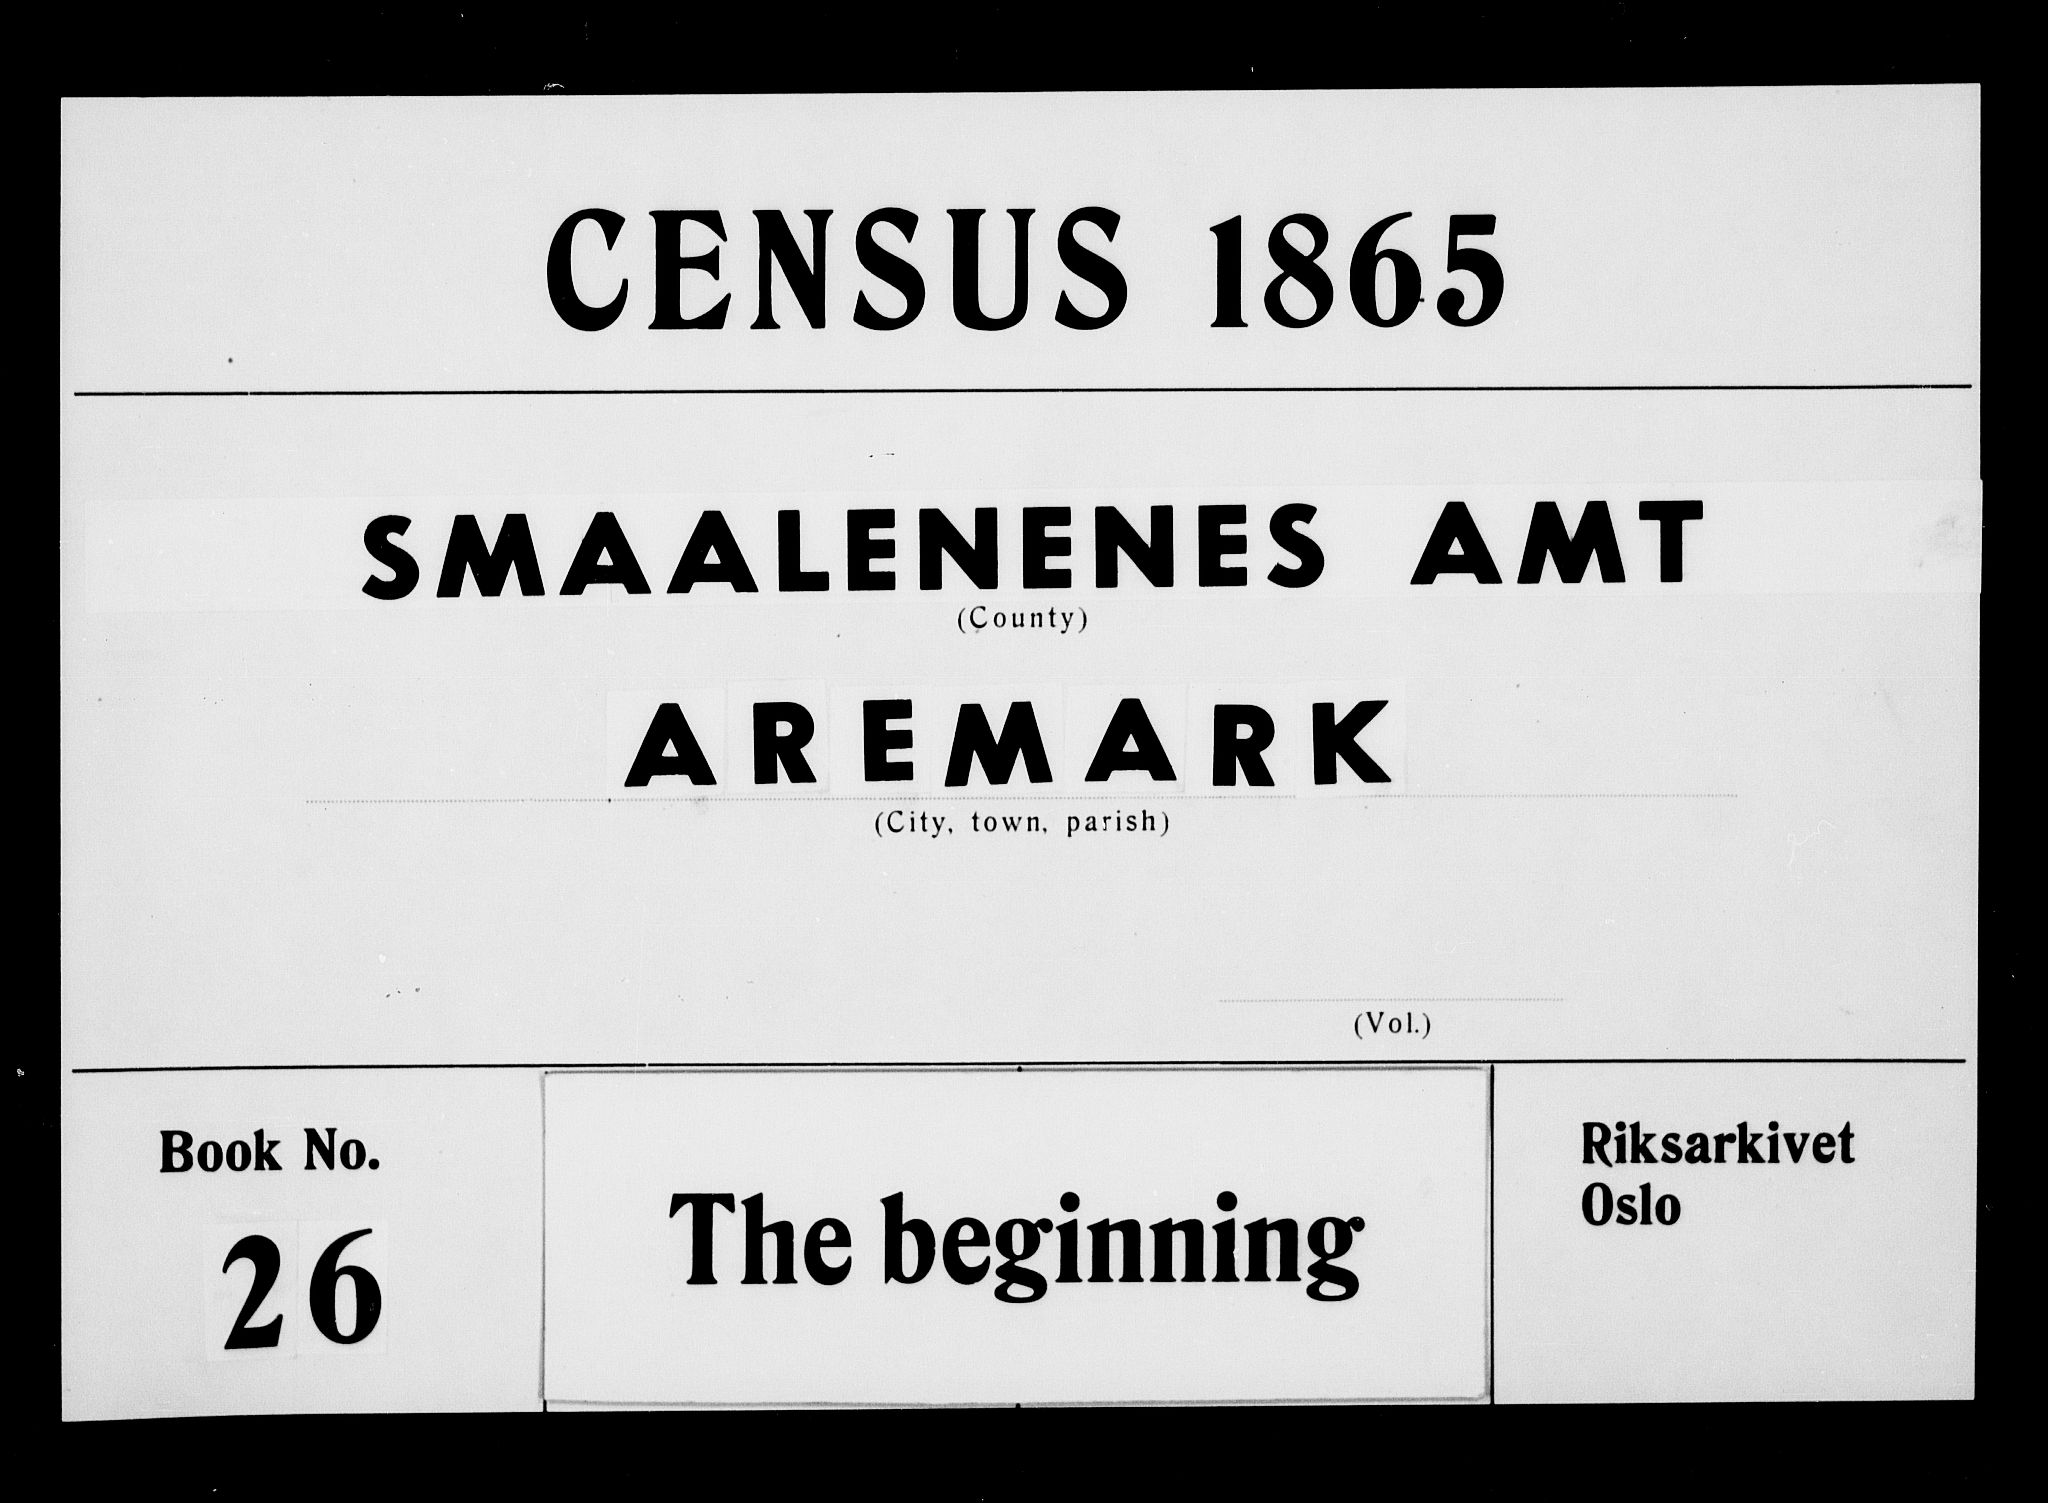 CENSUS 1865
SMAALENENES AMT
(County)
AREMARK
(City, town, parish)
(Vol.)
Book No.
26
The beginning
Riksarkivet
Oslo